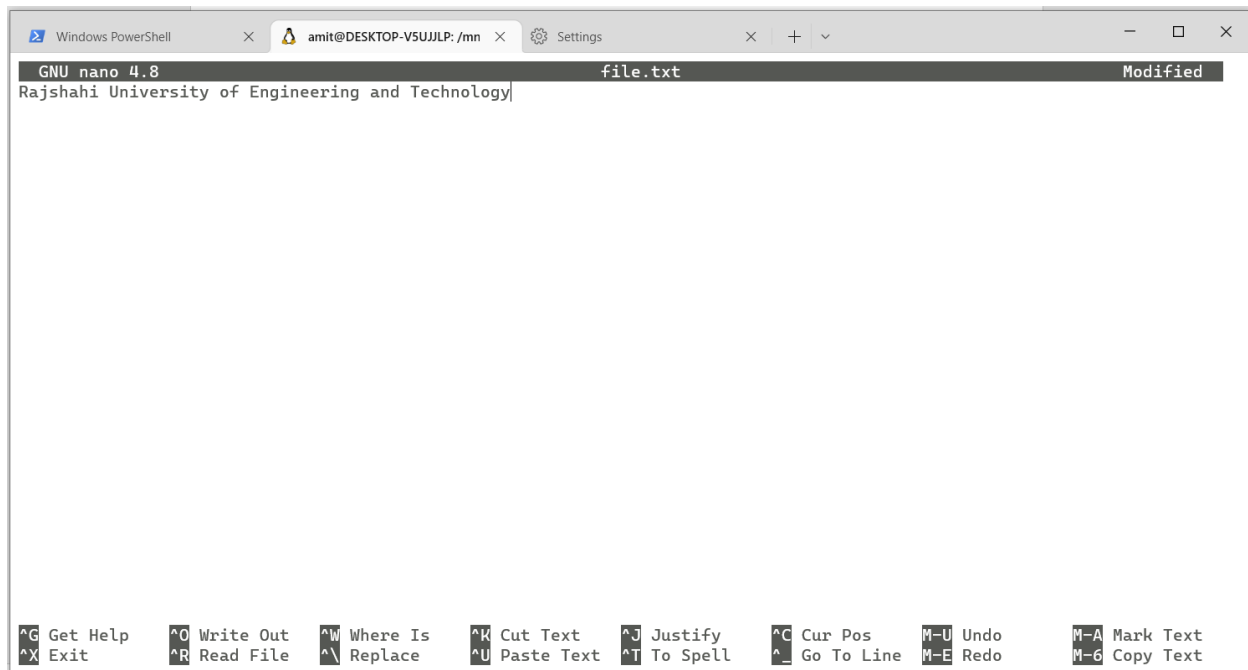 Windows PowerShell amit@DESKTOP-V5UJJLP: /mn Settings
GNU nano 4.8 file.txt Modified
Rajshahi University of Engineering and Technology
^G Get Help ^O Write Out ^W Where Is ^K Cut Text ^J Justify ^C Cur Pos M-U Undo M-A Mark Text
^X Exit ^R Read File ^\ Replace ^U Paste Text ^T To Spell ^_ Go To Line M-E Redo M-6 Copy Text